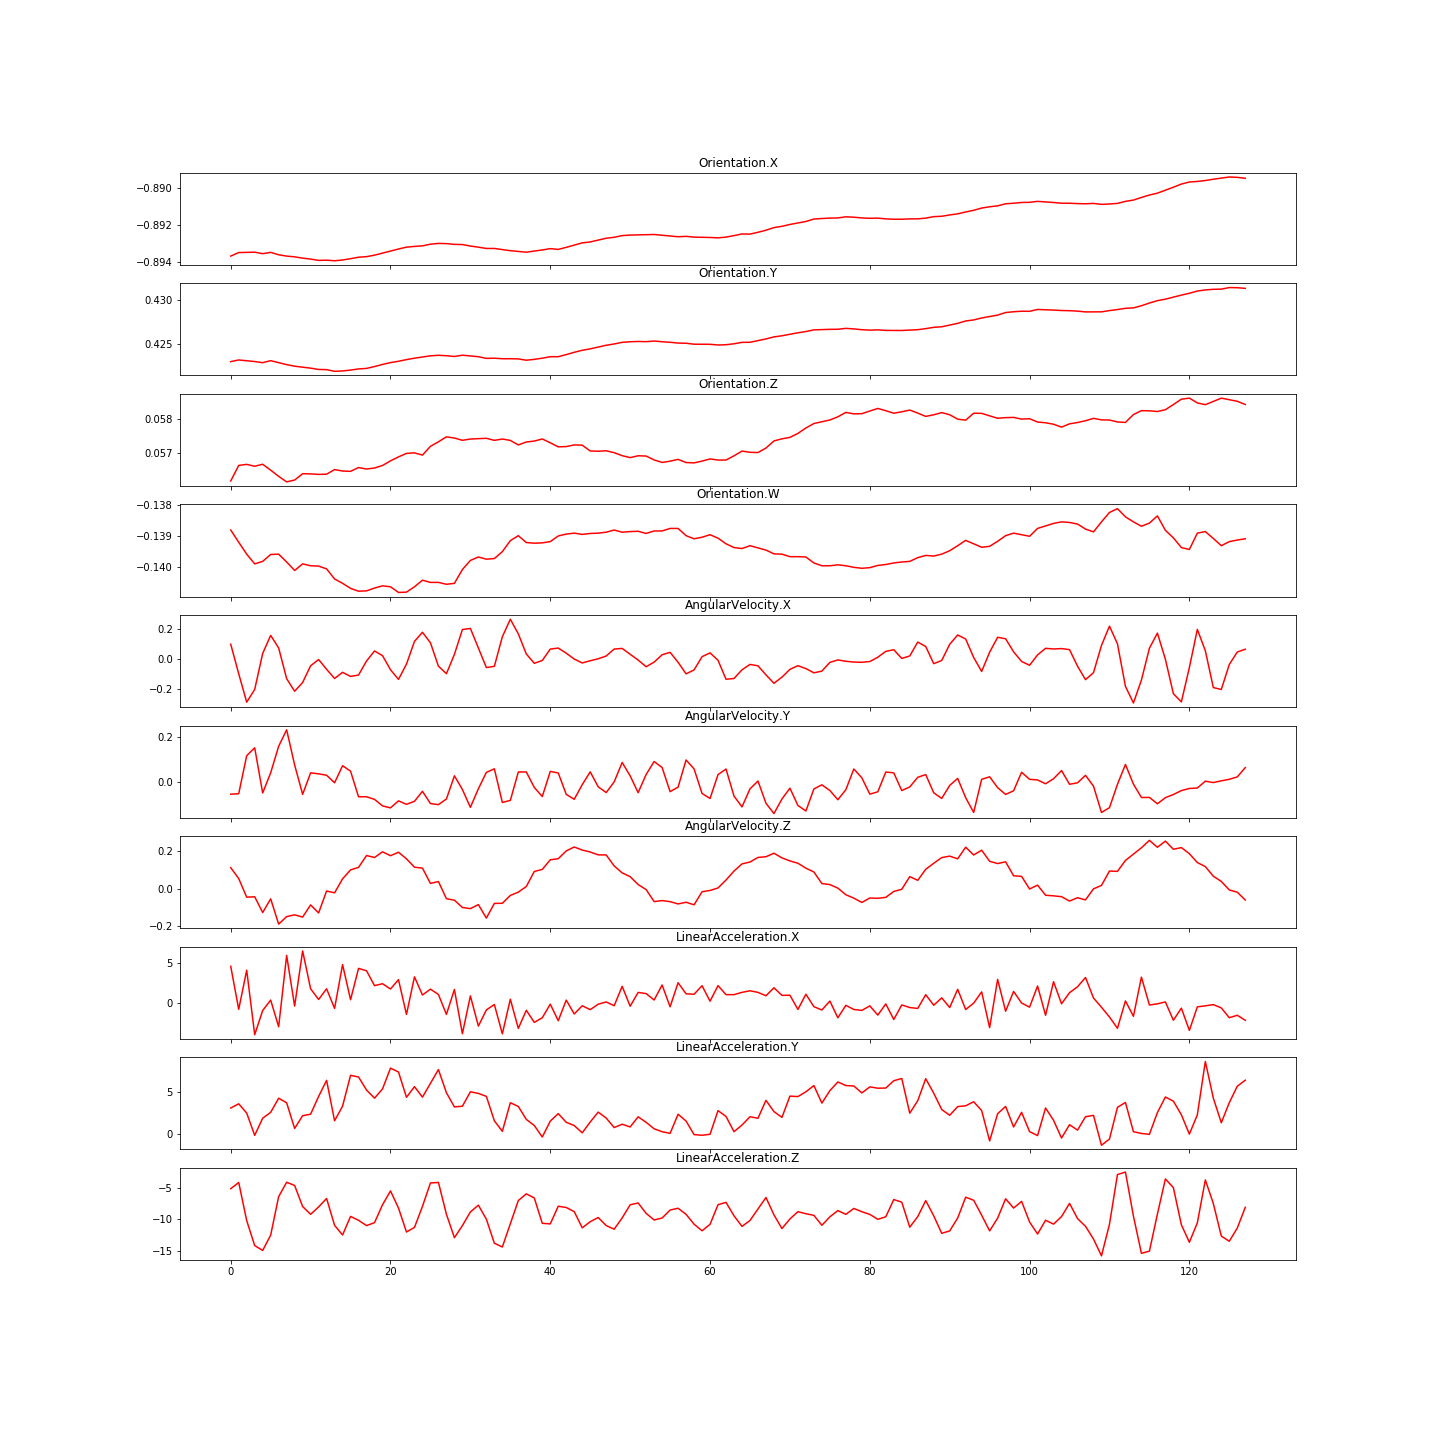 Orientation.X
−0.890
−0.892
−0.894
Orientation.Y
0.430
0.425
Orientation.Z
0.058
0.057
Orientation.W
−0.138
−0.139
−0.140
AngularVelocity.X
0.2
0.0
−0.2
AngularVelocity.Y
0.2
0.0
AngularVelocity.Z
0.2
0.0
−0.2
LinearAcceleration.X
5
0
LinearAcceleration.Y
5
0
LinearAcceleration.Z
−5
−10
−15
0 20 40 60 80 100 120